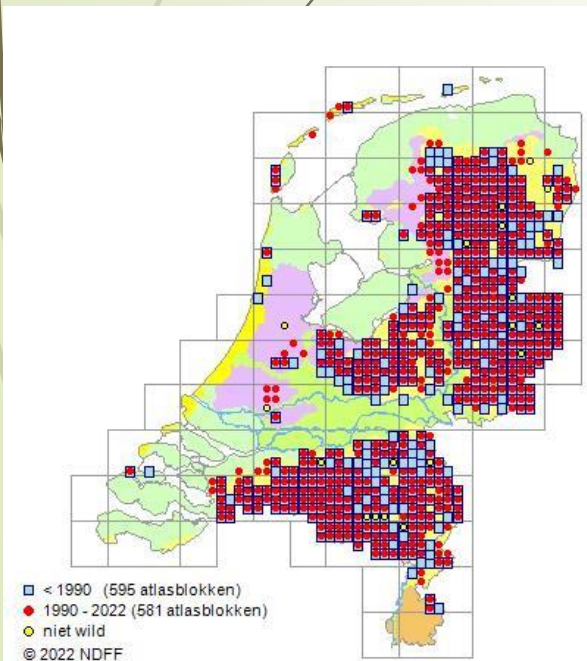 < 1990 (595 atlasblokken)
1990 - 2022 (581 atlasblokken)
niet wild
© 2022 NDFF